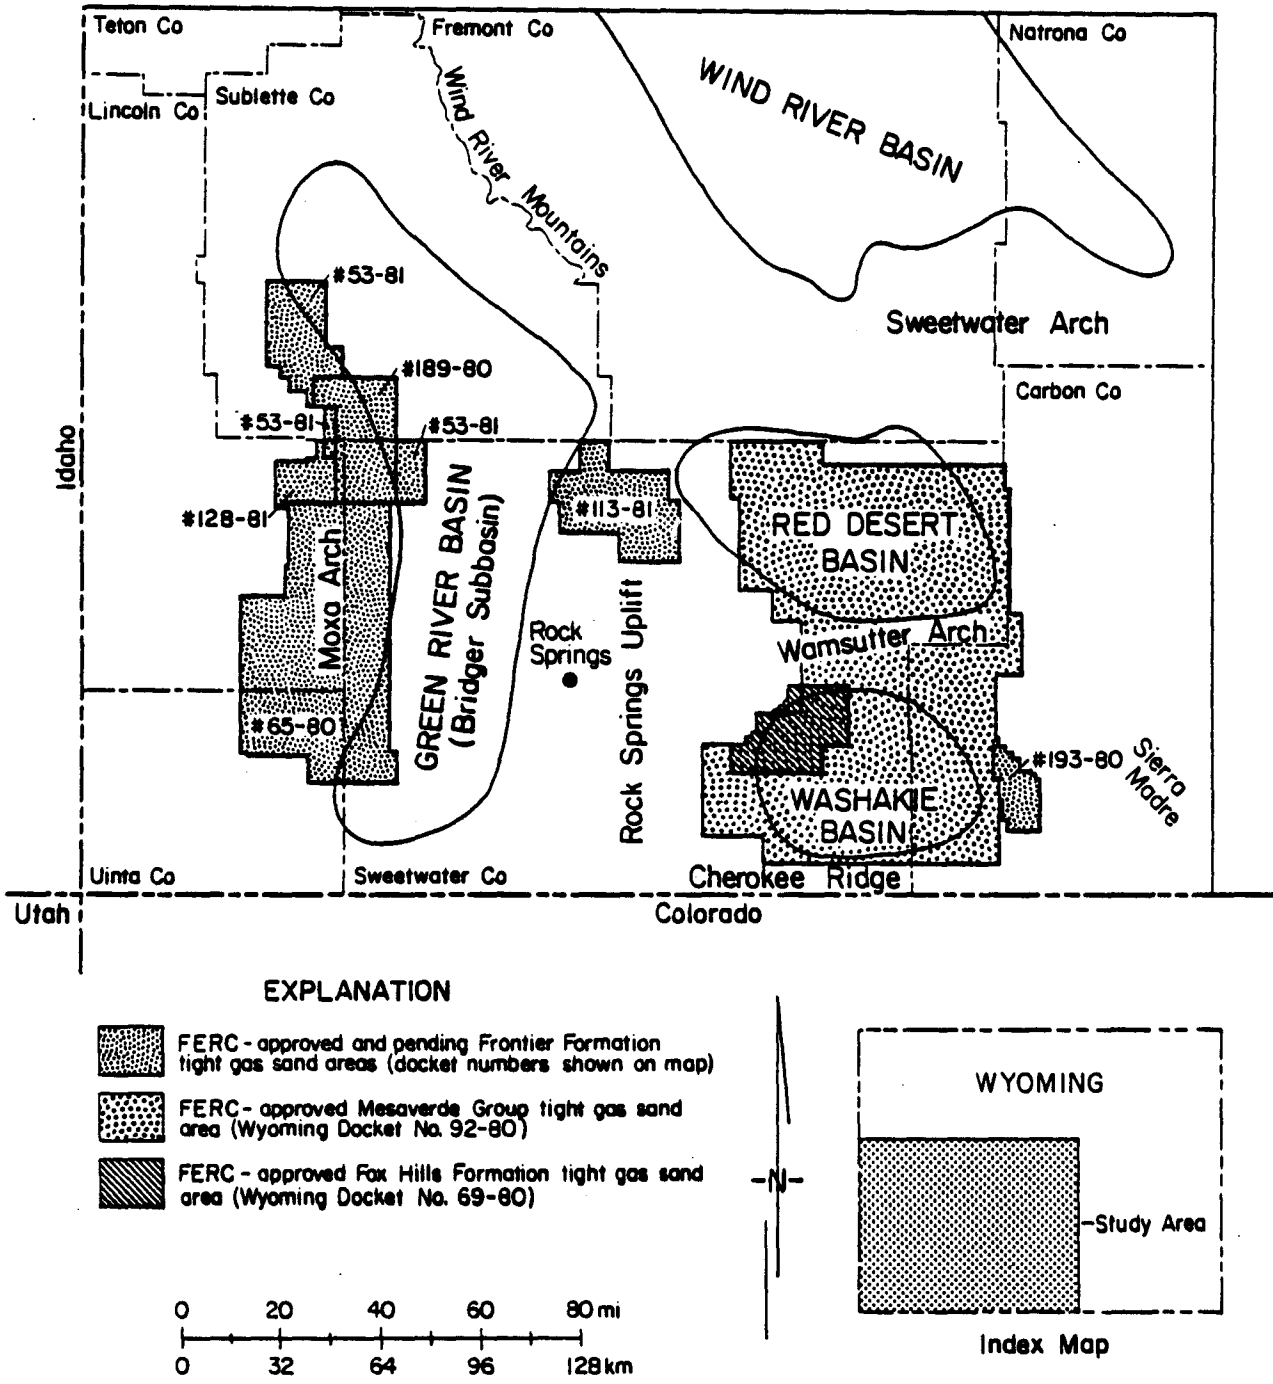 Teton Co
Fremont Co
Natrona Co
Lincoln Co
Sublette Co
Wind River Mountains
WIND RIVER BASIN
#53-81
Sweetwater Arch
#189-80
Carbon Co
#53-81
#53-81
Idaho
#128-81
#113-81
RED DESERT
BASIN
Moxa Arch
GREEN RIVER BASIN
(Bridger Subbasin)
Rock
Springs
Rock Springs Uplift
Wamsutter Arch
#65-80
#193-80
Sierra
Madre
WASHAKIE
BASIN
Uinta Co
Sweetwater Co
Cherokee Ridge
Utah
Colorado
EXPLANATION
FERC-approved and pending Frontier Formation
tight gas sand areas (docket numbers shown on map)
FERC-approved Mesaverde Group tight gas sand
area (Wyoming Docket No. 92-80)
FERC-approved Fox Hills Formation tight gas sand
area (Wyoming Docket No. 69-80)
-N-
WYOMING
Study Area
Index Map
0 20 40 60 80 mi
0 32 64 96 128 km